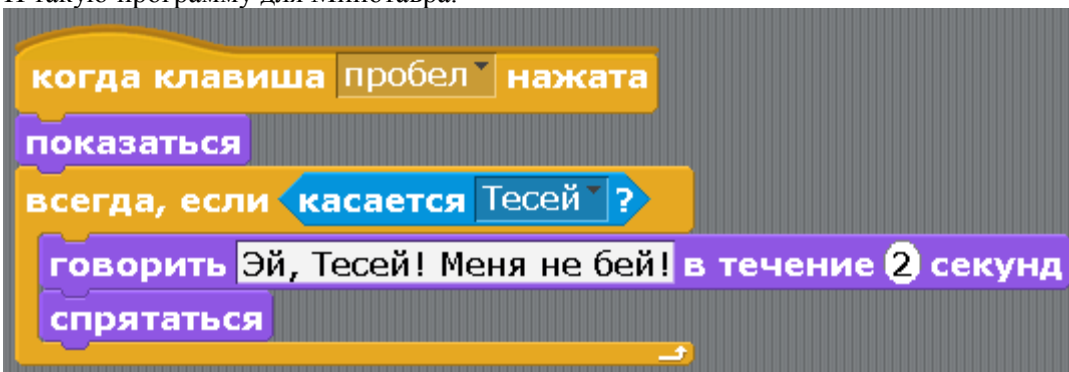 И такую программу для Минотавра:
когда клавиша пробел нажата
показаться
всегда, если касается Тесей ?
говорить Эй, Тесей! Меня не бей! в течение 2 секунд
спрятаться